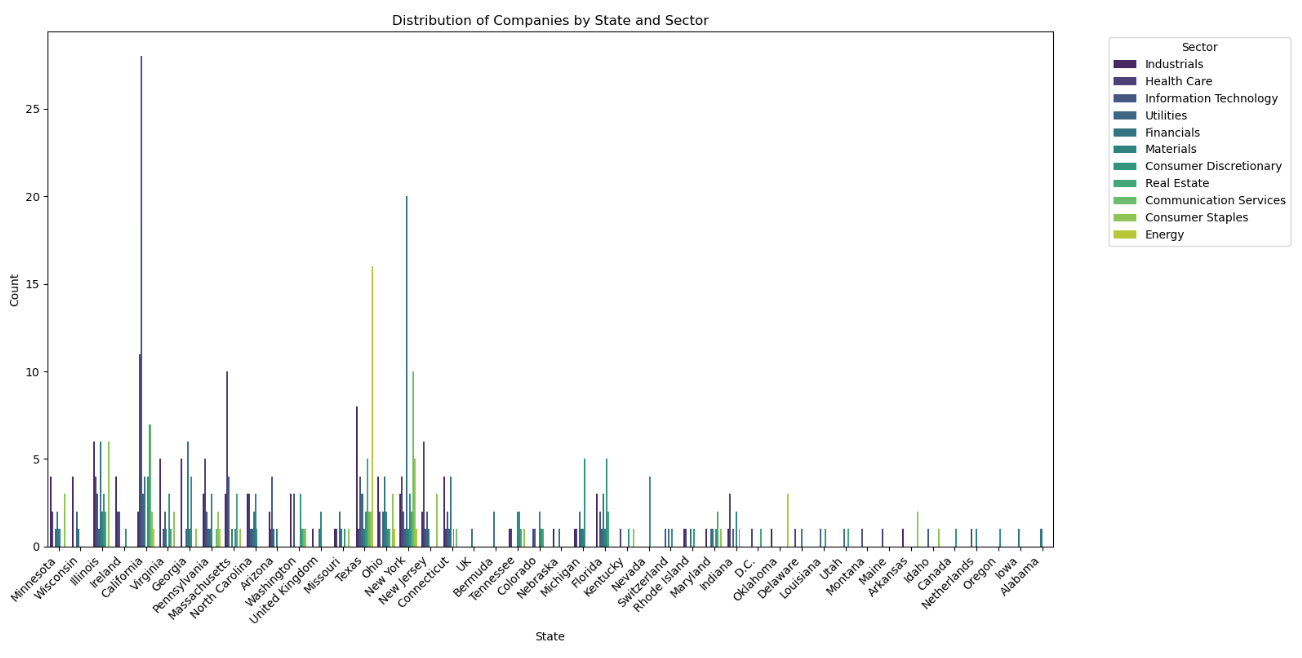 Distribution of Companies by State and Sector
Count
25
20
15
10
5
0
Minnesota
Wisconsin
Illinois
Ireland
California
Virginia
Georgia
Pennsylvania
Massachusetts
North Carolina
Arizona
Washington
United Kingdom
Missouri
Texas
Ohio
New York
New Jersey
Connecticut
UK
Bermuda
Tennessee
Colorado
Nebraska
Michigan
Florida
Kentucky
Nevada
Switzerland
Rhode Island
Maryland
Indiana
D.C.
Oklahoma
Delaware
Louisiana
Utah
Montana
Maine
Arkansas
Idaho
Canada
Netherlands
Oregon
Iowa
Alabama
State
Sector
Industrials
Health Care
Information Technology
Utilities
Financials
Materials
Consumer Discretionary
Real Estate
Communication Services
Consumer Staples
Energy